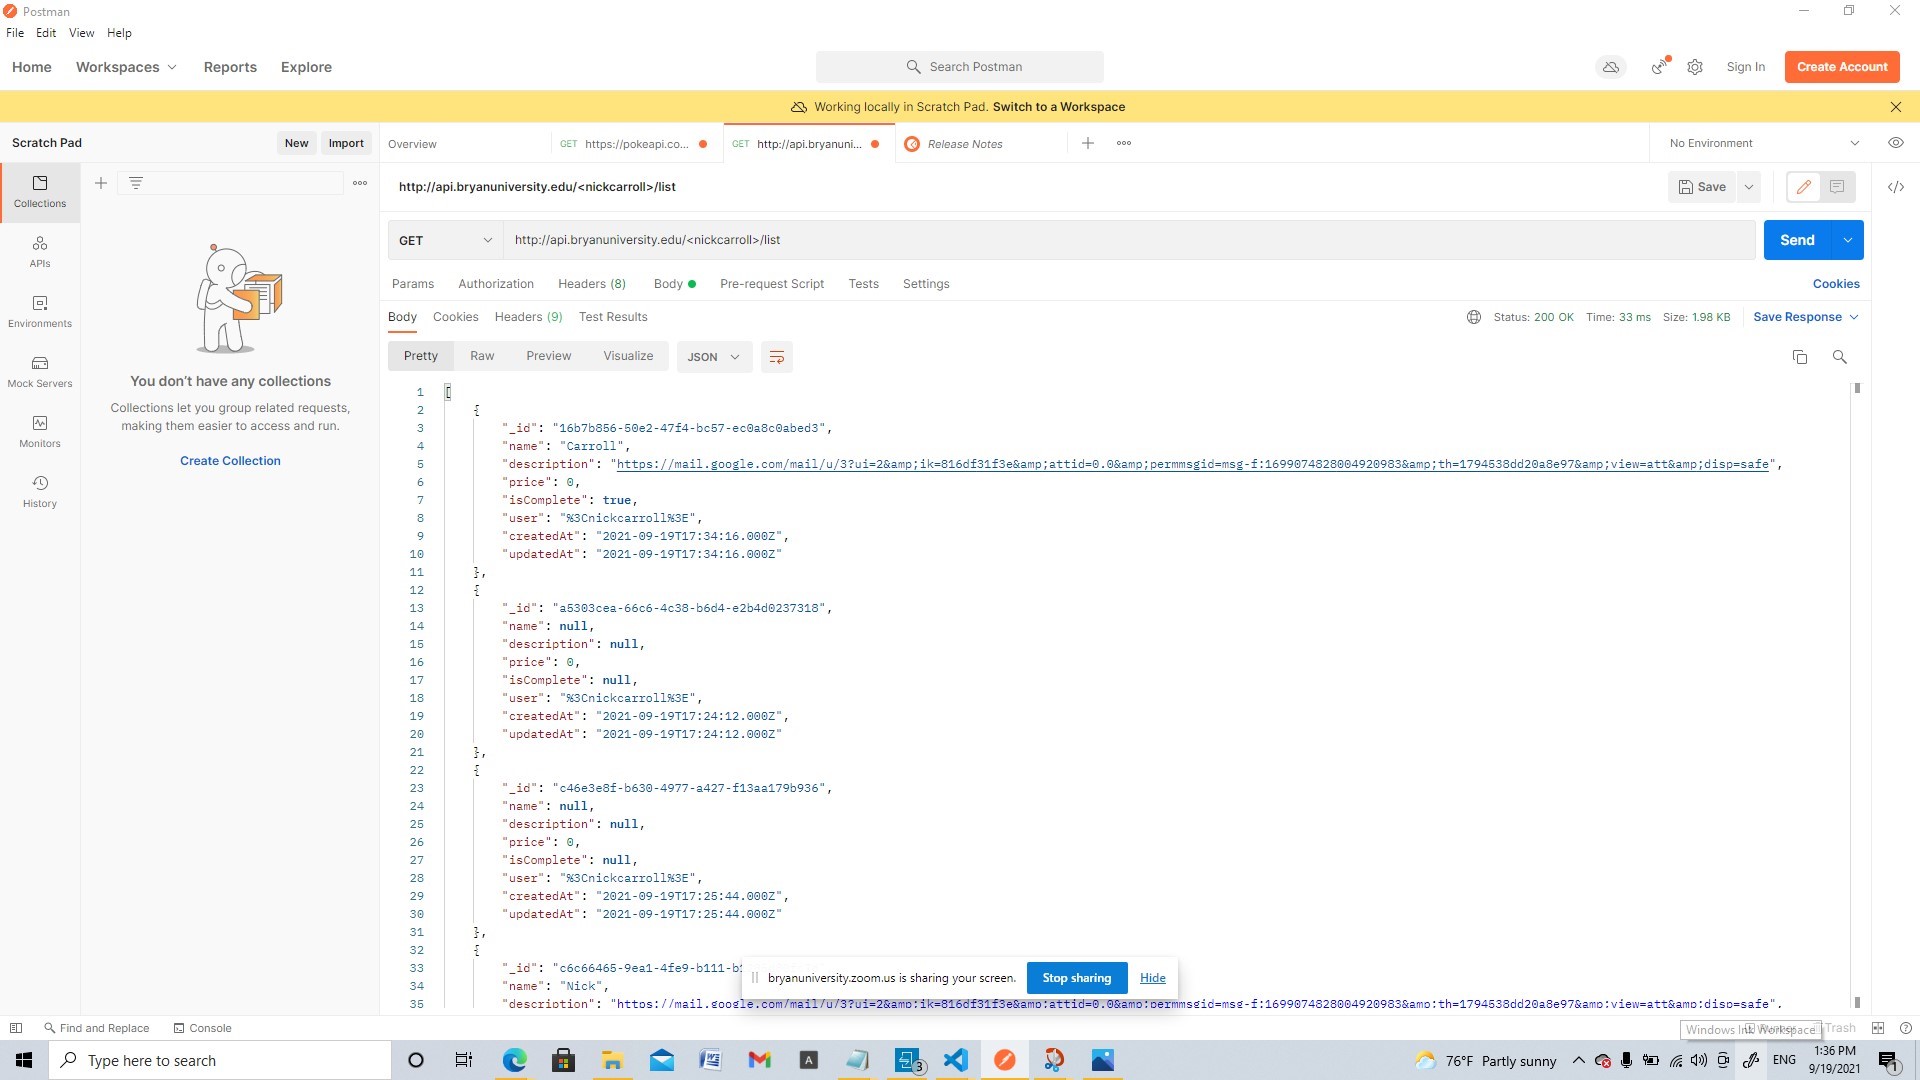 Postman
File Edit View Help
Home Workspaces Reports Explore
Search Postman
Sign In Create Account
Working locally in Scratch Pad. Switch to a Workspace
Scratch Pad New Import
Overview GET https://pokeapi.co... GET http://api.bryanuni... Release Notes
No Environment
Collections
APIs
Environments
Mock Servers
Monitors
History
You don't have any collections
Collections let you group related requests,
making them easier to access and run.
Create Collection
http://api.bryanuniversity.edu/<nickcarroll>/list
Save
GET http://api.bryanuniversity.edu/<nickcarroll>/list Send
Params Authorization Headers (8) Body Pre-request Script Tests Settings Cookies
Body Cookies Headers (9) Test Results Status: 200 OK Time: 33 ms Size: 1.98 KB Save Response
Pretty Raw Preview Visualize JSON
1 [
2 {
3 "_id": "16b7b856-50e2-47f4-bc57-ec0a8c0abed3",
4 "name": "Carroll",
5 "description": "https://mail.google.com/mail/u/3?ui=2&amp;ik=816df31f3e&amp;attid=0.0&amp;permmsgid=msg-f:1699074828004920983&amp;th=1794538dd20a8e97&amp;view=att&amp;disp=safe",
6 "price": 0,
7 "isComplete": true,
8 "user": "%3Cnickcarroll%3E",
9 "createdAt": "2021-09-19T17:34:16.000Z",
10 "updatedAt": "2021-09-19T17:34:16.000Z"
11 },
12 {
13 "_id": "a5303cea-66c6-4c38-b6d4-e2b4d0237318",
14 "name": null,
15 "description": null,
16 "price": 0,
17 "isComplete": null,
18 "user": "%3Cnickcarroll%3E",
19 "createdAt": "2021-09-19T17:24:12.000Z",
20 "updatedAt": "2021-09-19T17:24:12.000Z"
21 },
22 {
23 "_id": "c46e3e8f-b630-4977-a427-f13aa179b936",
24 "name": null,
25 "description": null,
26 "price": 0,
27 "isComplete": null,
28 "user": "%3Cnickcarroll%3E",
29 "createdAt": "2021-09-19T17:25:44.000Z",
30 "updatedAt": "2021-09-19T17:25:44.000Z"
31 },
32 {
33 "_id": "c6c66465-9ea1-4fe9-b111-b1
34 "name": "Nick",
35 "description": "https://mail.google.com/mail/u/3?ui=2&amp;ik=816df31f3e&amp;attid=0.0&amp;permmsgid=msg-f:1699074828004920983&amp;th=1794538dd20a8e97&amp;view=att&amp;disp=safe",
bryanuniversity.zoom.us is sharing your screen. Stop sharing Hide
Find and Replace Console
Windows Ink Workspace Trash
Type here to search
3
76°F Partly sunny ENG
1:36 PM
9/19/2021
1